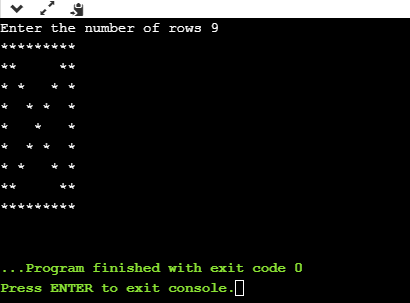 Enter the number of rows 9
*********
**     **
* *   * *
*  * *  *
*   *   *
*  * *  *
* *   * *
**     **
*********
...Program finished with exit code 0
Press ENTER to exit console.